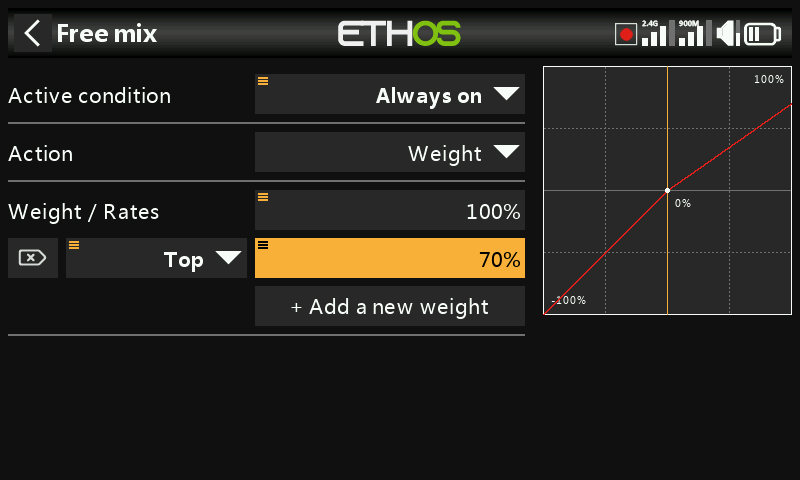 Free mix
ETHOS
2.4G
900M
Active condition
Always on
Action
Weight
Weight / Rates
100%
Top
70%
+ Add a new weight
100%
0%
-100%